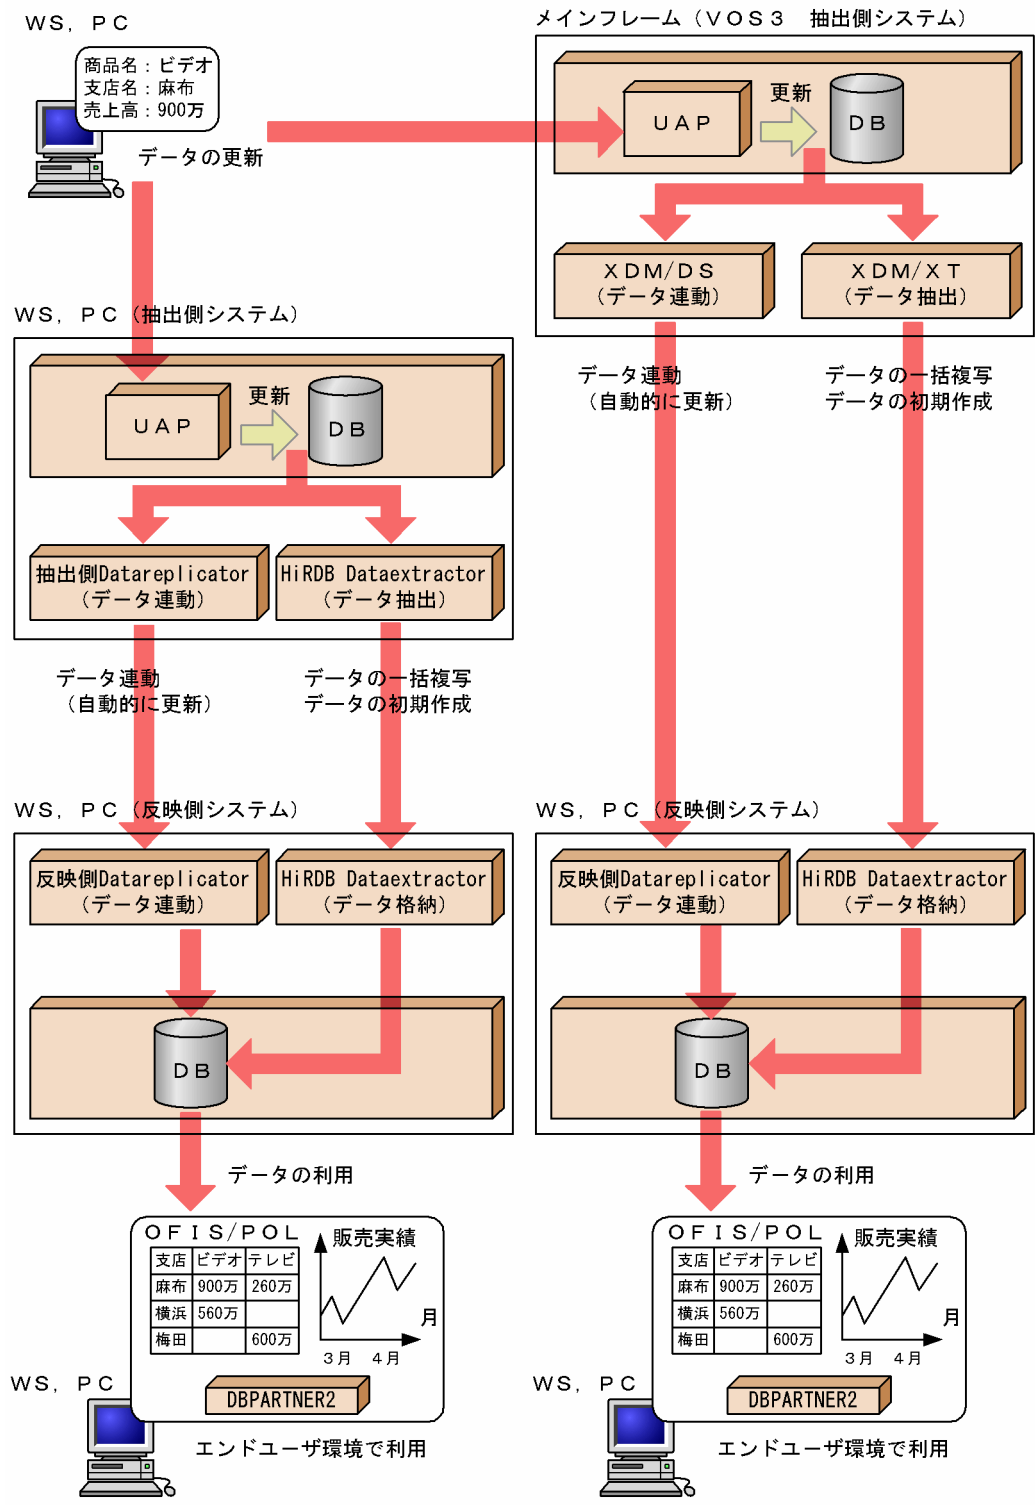 WS，PC
商品名：ビデオ
支店名：麻布
売上高：900万
データの更新
メインフレーム（VOS3　抽出側システム）
UAP
更新
DB
XDM/DS
（データ連動）
XDM/XT
（データ抽出）
データ連動
（自動的に更新）
データの一括複写
データの初期作成
WS，PC（抽出側システム）
UAP
更新
DB
抽出側Datareplicator
（データ連動）
HiRDB Dataextractor
（データ抽出）
データ連動
（自動的に更新）
データの一括複写
データの初期作成
WS，PC（反映側システム）
反映側Datareplicator
（データ連動）
HiRDB Dataextractor
（データ格納）
DB
データの利用
OFIS/POL
支店 ビデオ テレビ
麻布 900万 260万
横浜 560万
梅田 600万
販売実績
月
3月 4月
DBPARTNER2
WS，PC
エンドユーザ環境で利用
WS，PC（反映側システム）
反映側Datareplicator
（データ連動）
HiRDB Dataextractor
（データ格納）
DB
データの利用
OFIS/POL
支店 ビデオ テレビ
麻布 900万 260万
横浜 560万
梅田 600万
販売実績
月
3月 4月
DBPARTNER2
WS，PC
エンドユーザ環境で利用